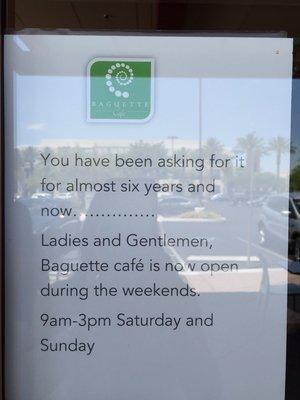 BAGUETTE
Café
You have been asking for it
for almost six years and
now..............
Ladies and Gentlemen,
Baguette café is now open
during the weekends.
9am-3pm Saturday and
Sunday